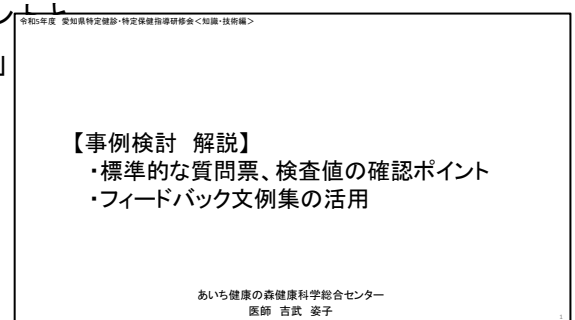 ントと
」
令和5年度 愛知県特定健診・特定保健指導研修会<知識・技術編>
【事例検討 解説】
・標準的な質問票、検査値の確認ポイント
・フィードバック文例集の活用
あいち健康の森健康科学総合センター
医師 吉武 姿子
1